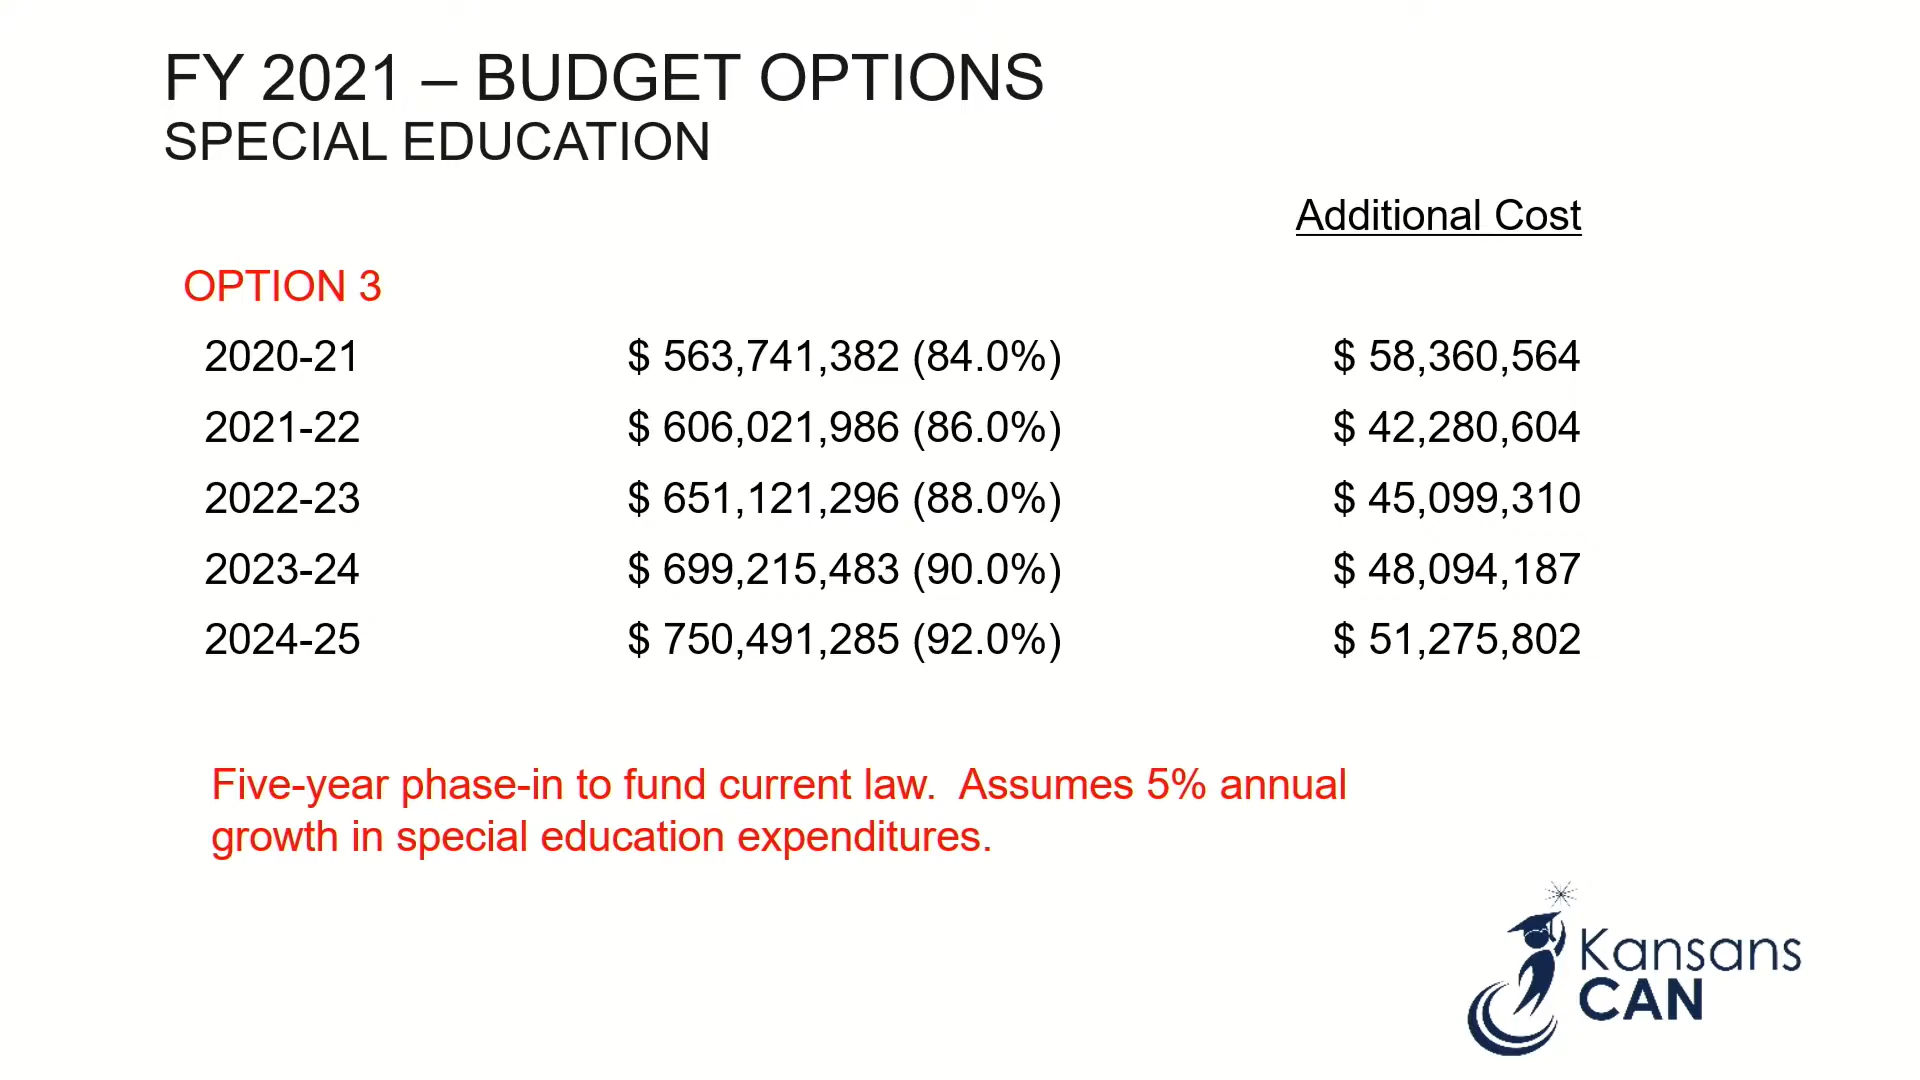 FY 2021 – BUDGET OPTIONS
SPECIAL EDUCATION
Additional Cost
OPTION 3
2020-21 $ 563,741,382 (84.0%) $ 58,360,564
2021-22 $ 606,021,986 (86.0%) $ 42,280,604
2022-23 $ 651,121,296 (88.0%) $ 45,099,310
2023-24 $ 699,215,483 (90.0%) $ 48,094,187
2024-25 $ 750,491,285 (92.0%) $ 51,275,802
Five-year phase-in to fund current law. Assumes 5% annual
growth in special education expenditures.
Kansans
CAN